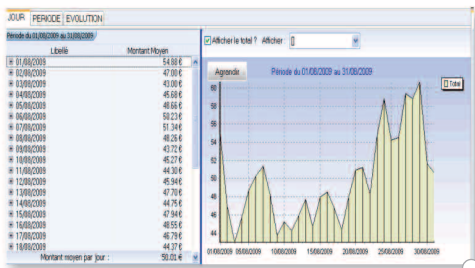 JOUR PERIODE EVOLUTION
Période du 01/08/2009 au 31/08/2009
Libellé Montant Moyen
01/08/2009 54.88 €
02/08/2009 47.00 €
03/08/2009 43.00 €
04/08/2009 45.68 €
05/08/2009 48.66 €
06/08/2009 50.23 €
07/08/2009 51.34 €
08/08/2009 48.26 €
09/08/2009 43.72 €
10/08/2009 45.27 €
11/08/2009 44.30 €
12/08/2009 45.94 €
13/08/2009 47.70 €
14/08/2009 44.75 €
15/08/2009 47.94 €
16/08/2009 48.55 €
17/08/2009 46.79 €
18/08/2009 44.37 €
Montant moyen par jour : 50.01 €
Afficher le total ? Afficher
Agrandir
Période du 01/08/2009 au 31/08/2009
Total
60
58
56
54
52
50
48
46
44
01/08/2009 05/08/2009 10/08/2009 15/08/2009 20/08/2009 25/08/2009 30/08/2009